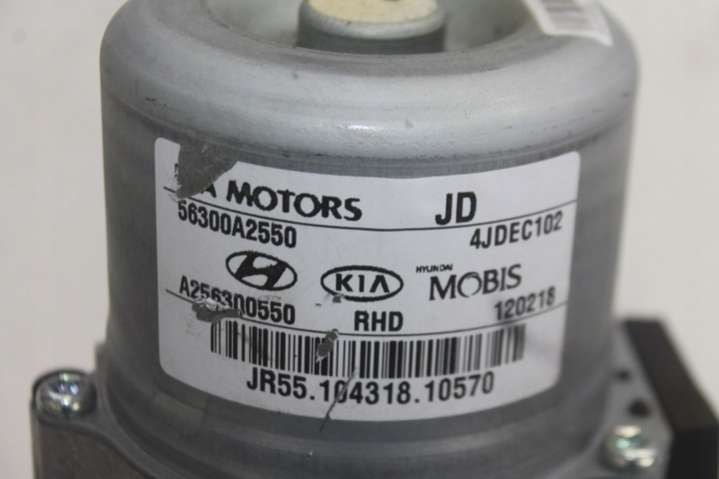 MOTORS JD
56300A2550 4JDEC102
KIA HYUNDAI MOBIS
A256300550 RHD 120218
JR55.104318.10570